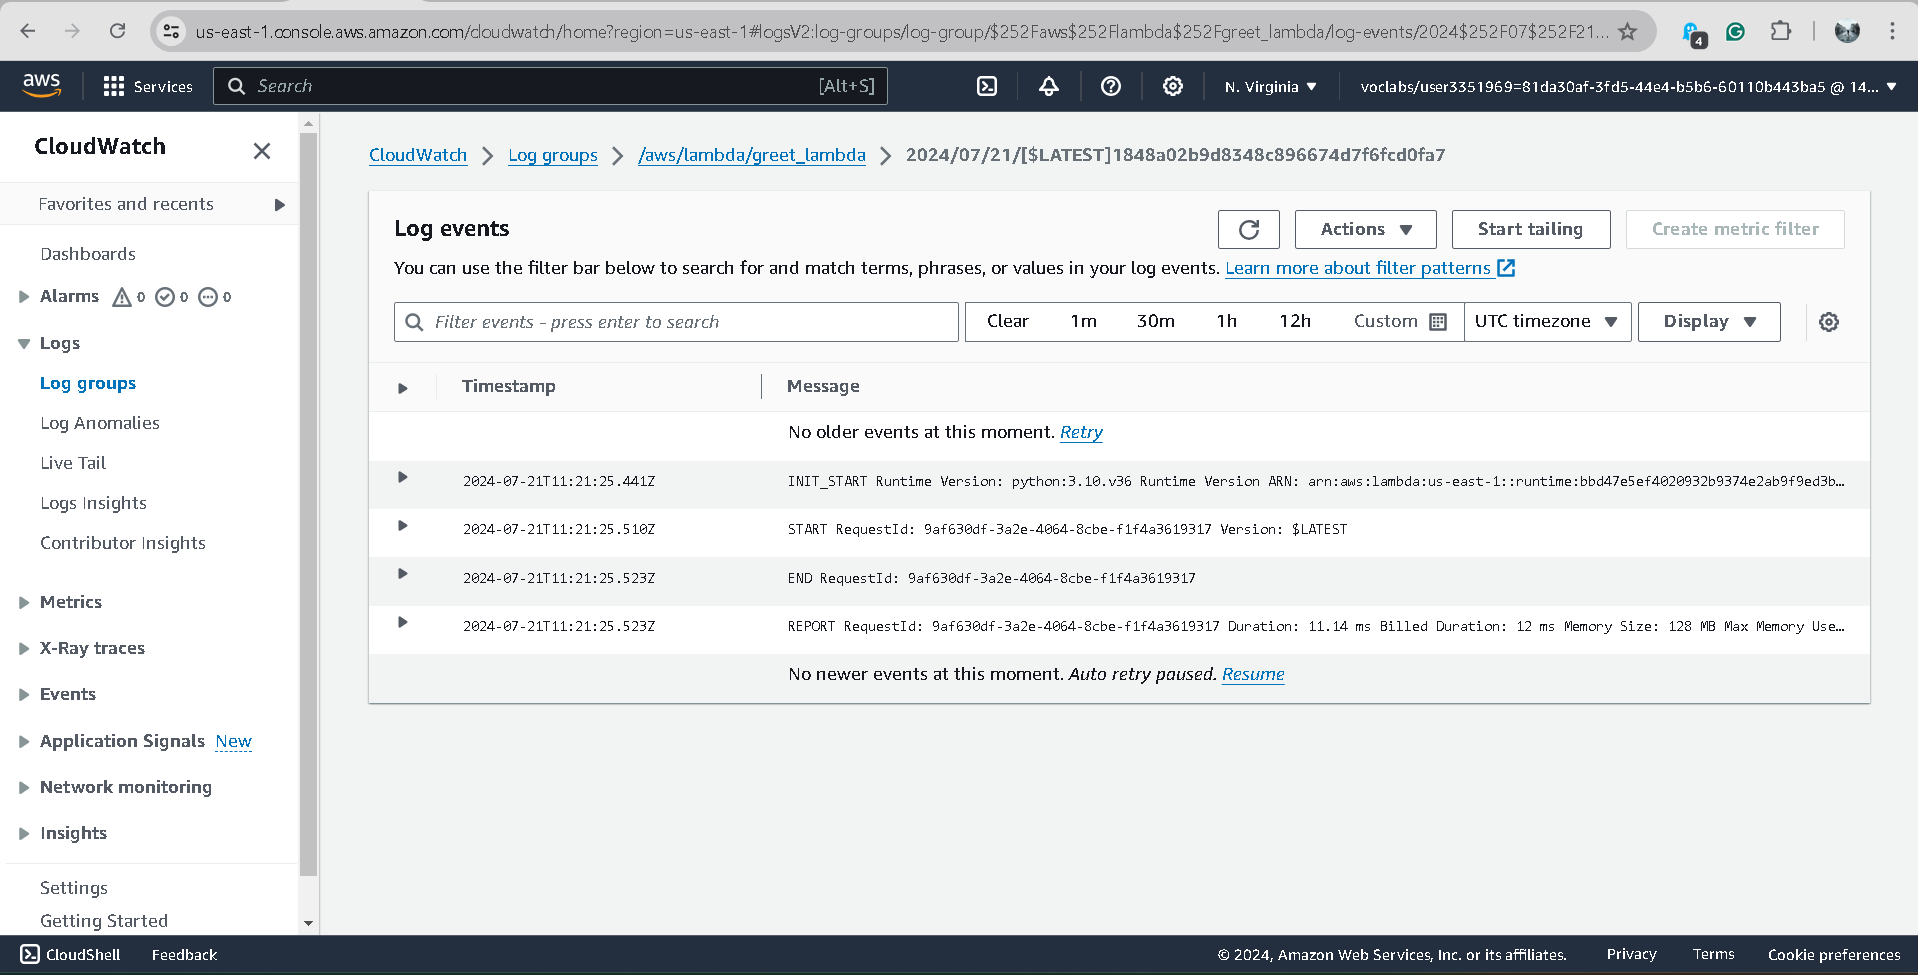 us-east-1.console.aws.amazon.com/cloudwatch/home?region=us-east-1#logsV2:log-groups/log-group/$252Faws$252Flambda$252Fgreet_lambda/log-events/2024$252F07$252F21...
4
aws
Services
Search [Alt+S]
N. Virginia
voclabs/user3351969=81da30af-3fd5-44e4-b5b6-60110b443ba5 @ 14...
CloudWatch
Favorites and recents
Dashboards
Alarms 0 0 0
Logs
Log groups
Log Anomalies
Live Tail
Logs Insights
Contributor Insights
Metrics
X-Ray traces
Events
Application Signals New
Network monitoring
Insights
Settings
Getting Started
CloudWatch Log groups /aws/lambda/greet_lambda 2024/07/21/[$LATEST]1848a02b9d8348c896674d7f6fcd0fa7
Log events
Actions
Start tailing
Create metric filter
You can use the filter bar below to search for and match terms, phrases, or values in your log events. Learn more about filter patterns
Filter events - press enter to search
Clear 1m 30m 1h 12h Custom UTC timezone Display
Timestamp Message
No older events at this moment. Retry
2024-07-21T11:21:25.441Z INIT_START Runtime Version: python:3.10.v36 Runtime Version ARN: arn:aws:lambda:us-east-1::runtime:bbd47e5ef4020932b9374e2ab9f9ed3b...
2024-07-21T11:21:25.510Z START RequestId: 9af630df-3a2e-4064-8cbe-f1f4a3619317 Version: $LATEST
2024-07-21T11:21:25.523Z END RequestId: 9af630df-3a2e-4064-8cbe-f1f4a3619317
2024-07-21T11:21:25.523Z REPORT RequestId: 9af630df-3a2e-4064-8cbe-f1f4a3619317 Duration: 11.14 ms Billed Duration: 12 ms Memory Size: 128 MB Max Memory Use...
No newer events at this moment. Auto retry paused. Resume
CloudShell Feedback © 2024, Amazon Web Services, Inc. or its affiliates. Privacy Terms Cookie preferences